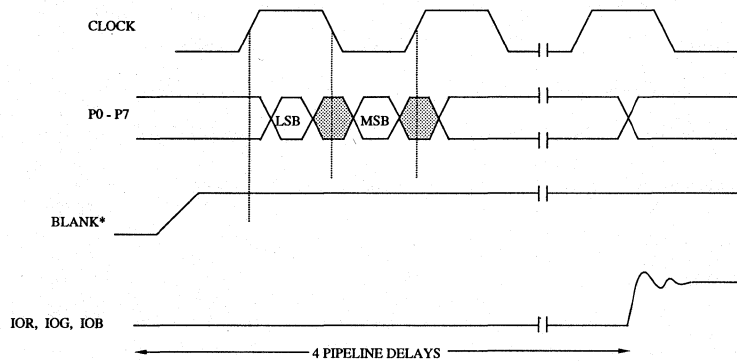 CLOCK
P0 - P7
LSB
MSB
BLANK*
IOR, IOG, IOB
4 PIPELINE DELAYS